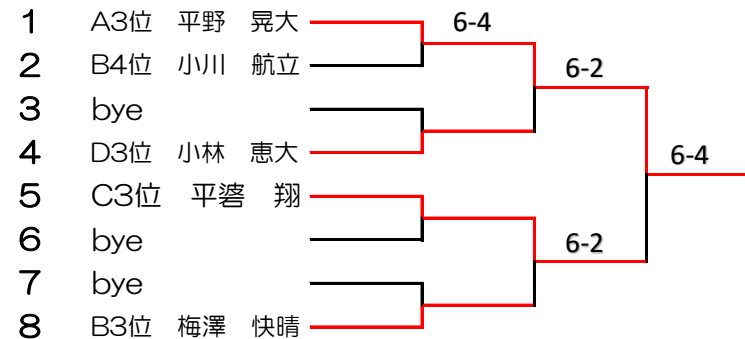 1 A3位 平野 晃大
6-4
2 B4位 小川 航立
6-2
3 bye
4 D3位 小林 恵大
6-4
5 C3位 平碆 翔
6 bye
6-2
7 bye
8 B3位 梅澤 快晴